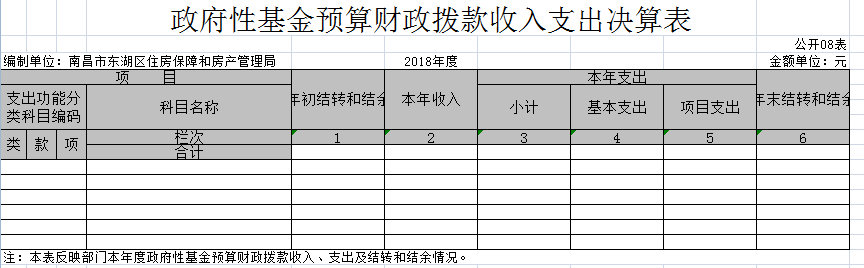 政府性基金预算财政拨款收入支出决算表
公开08表
编制单位：南昌市东湖区住房保障和房产管理局 2018年度 金额单位：元
项 目 本年支出
支出功能分类科目编码 科目名称 年初结转和结余 本年收入 小计 基本支出 项目支出 年末结转和结余
类 款 项 栏次 1 2 3 4 5 6
合计
注：本表反映部门本年度政府性基金预算财政拨款收入、支出及结转和结余情况。